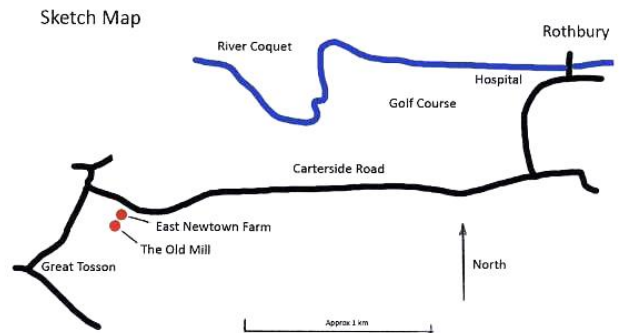 Sketch Map
Rothbury
River Coquet
Hospital
Golf Course
Carterside Road
East Newtown Farm
The Old Mill
Great Tosson
North
Approx 1 km